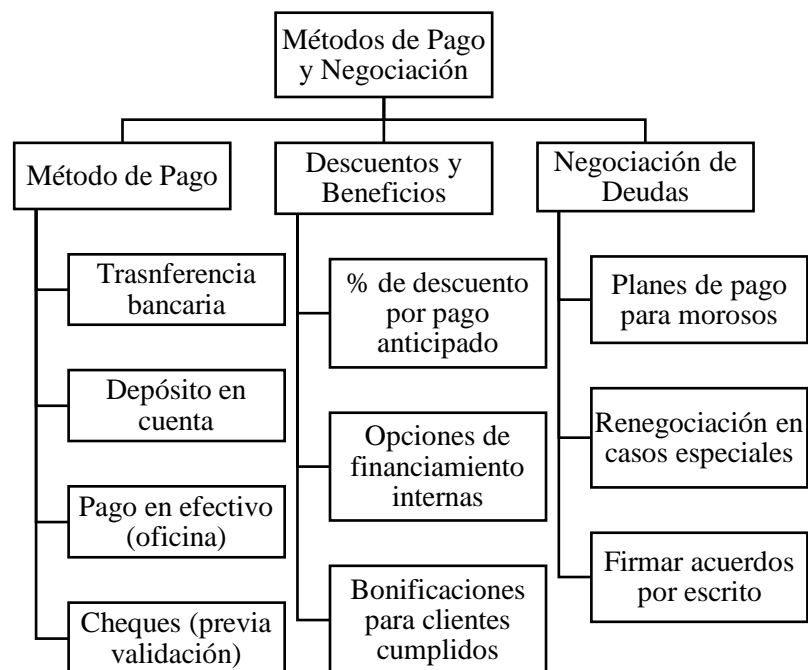 Métodos de Pago
y Negociación
Método de Pago
Trasnferencia
bancaria
Depósito en
cuenta
Pago en efectivo
(oficina)
Cheques (previa
validación)
Descuentos y
Beneficios
% de descuento
por pago
anticipado
Opciones de
financiamiento
internas
Bonificaciones
para clientes
cumplidos
Negociación de
Deudas
Planes de pago
para morosos
Renegociación en
casos especiales
Firmar acuerdos
por escrito